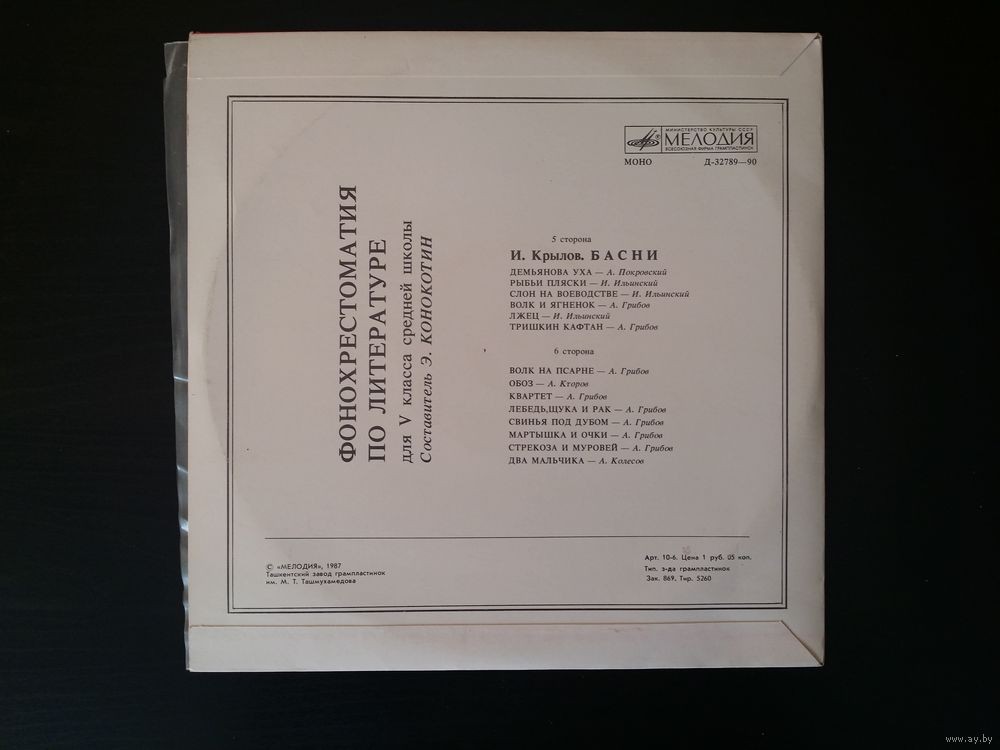 МИНИСТЕРСТВО КУЛЬТУРЫ СССР
МЕЛОДИЯ
ВСЕСОЮЗНАЯ ФИРМА ГРАМПЛАСТИНОК
МОНО Д-32789—90
ФОНОХРЕСТОМАТИЯ
ПО ЛИТЕРАТУРЕ
для V класса средней школы
Составитель Э. КОНОКОТИН
5 сторона
И. Крылов. БАСНИ
ДЕМЬЯНОВА УХА — А. Покровский
РЫБЬИ ПЛЯСКИ — И. Ильинский
СЛОН НА ВОЕВОДСТВЕ — И. Ильинский
ВОЛК И ЯГНЕНОК — А. Грибов
ЛЖЕЦ — И. Ильинский
ТРИШКИН КАФТАН — А. Грибов
6 сторона
ВОЛК НА ПСАРНЕ — А. Грибов
ОБОЗ — А. Кторов
КВАРТЕТ — А. Грибов
ЛЕБЕДЬ,ЩУКА И РАК — А. Грибов
СВИНЬЯ ПОД ДУБОМ — А. Грибов
МАРТЫШКА И ОЧКИ — А. Грибов
СТРЕКОЗА И МУРОВЕЙ — А. Грибов
ДВА МАЛЬЧИКА — А. Колесов
© «МЕЛОДИЯ», 1987
Ташкентский завод грампластинок
им. М. Т. Ташмухамедова
Арт. 10-6. Цена 1 руб. 05 коп.
Тип. з-да грампластинок
Зак. 869. Тир. 5260
www.ay.by